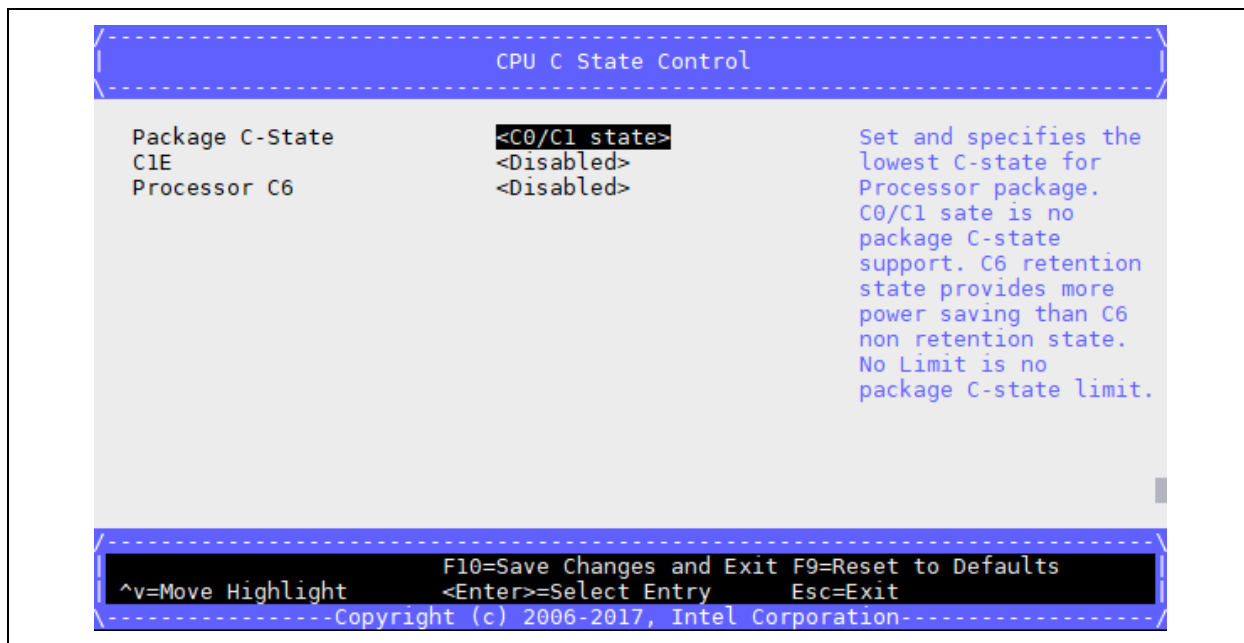 CPU C State Control
Package C-State <C0/C1 state> Set and specifies the
C1E <Disabled> lowest C-state for
Processor C6 <Disabled> Processor package.
C0/C1 sate is no
package C-state
support. C6 retention
state provides more
power saving than C6
non retention state.
No Limit is no
package C-state limit.
F10=Save Changes and Exit F9=Reset to Defaults
^v=Move Highlight <Enter>=Select Entry Esc=Exit
Copyright (c) 2006-2017, Intel Corporation